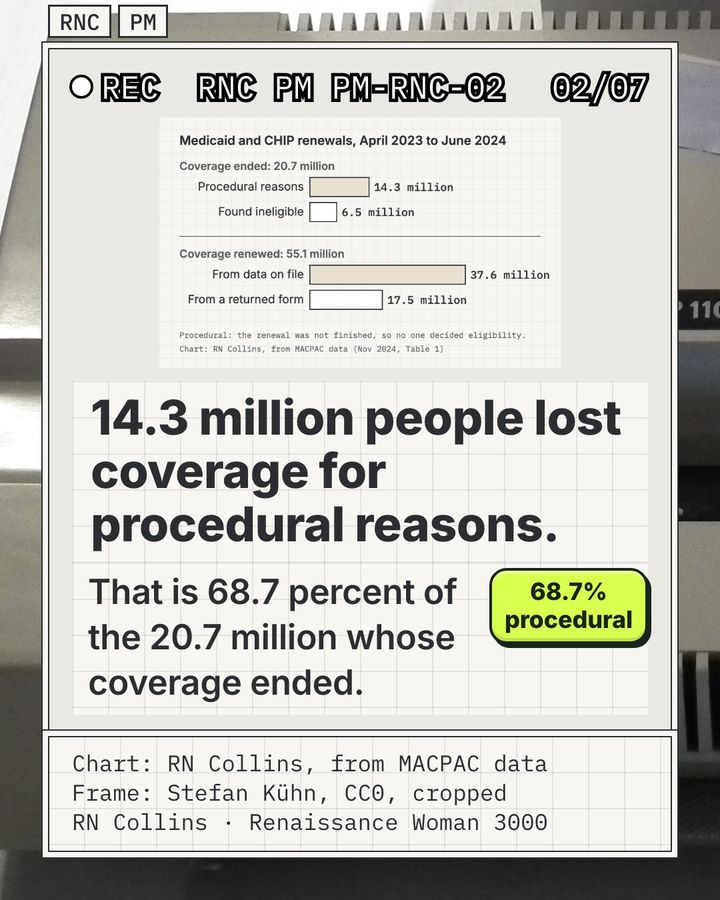 RNC PM
REC RNC PM PM-RNC-02 02/07
Medicaid and CHIP renewals, April 2023 to June 2024
Coverage ended: 20.7 million
Procedural reasons 14.3 million
Found ineligible 6.5 million
Coverage renewed: 55.1 million
From data on file 37.6 million
From a returned form 17.5 million
Procedural: the renewal was not finished, so no one decided eligibility.
Chart: RN Collins, from MACPAC data (Nov 2024, Table 1)
14.3 million people lost
coverage for
procedural reasons.
That is 68.7 percent of
the 20.7 million whose
coverage ended.
68.7%
procedural
Chart: RN Collins, from MACPAC data
Frame: Stefan Kühn, CC0, cropped
RN Collins · Renaissance Woman 3000